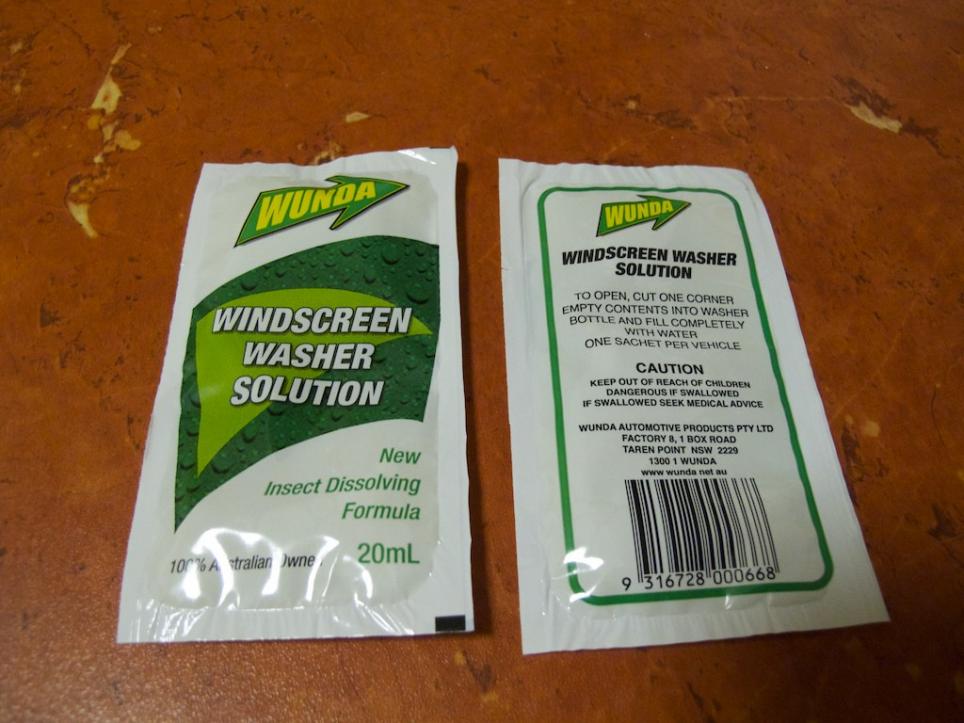 WUNDA
WINDSCREEN
WASHER
SOLUTION
New
Insect Dissolving
Formula
100% Australian Owned
20mL
WUNDA
WINDSCREEN WASHER
SOLUTION
TO OPEN, CUT ONE CORNER
EMPTY CONTENTS INTO WASHER
BOTTLE AND FILL COMPLETELY
WITH WATER
ONE SACHET PER VEHICLE
CAUTION
KEEP OUT OF REACH OF CHILDREN
DANGEROUS IF SWALLOWED
IF SWALLOWED SEEK MEDICAL ADVICE
WUNDA AUTOMOTIVE PRODUCTS PTY LTD
FACTORY 8, 1 BOX ROAD
TAREN POINT NSW 2229
1300 1 WUNDA
www wunda net au
9 316728 000668